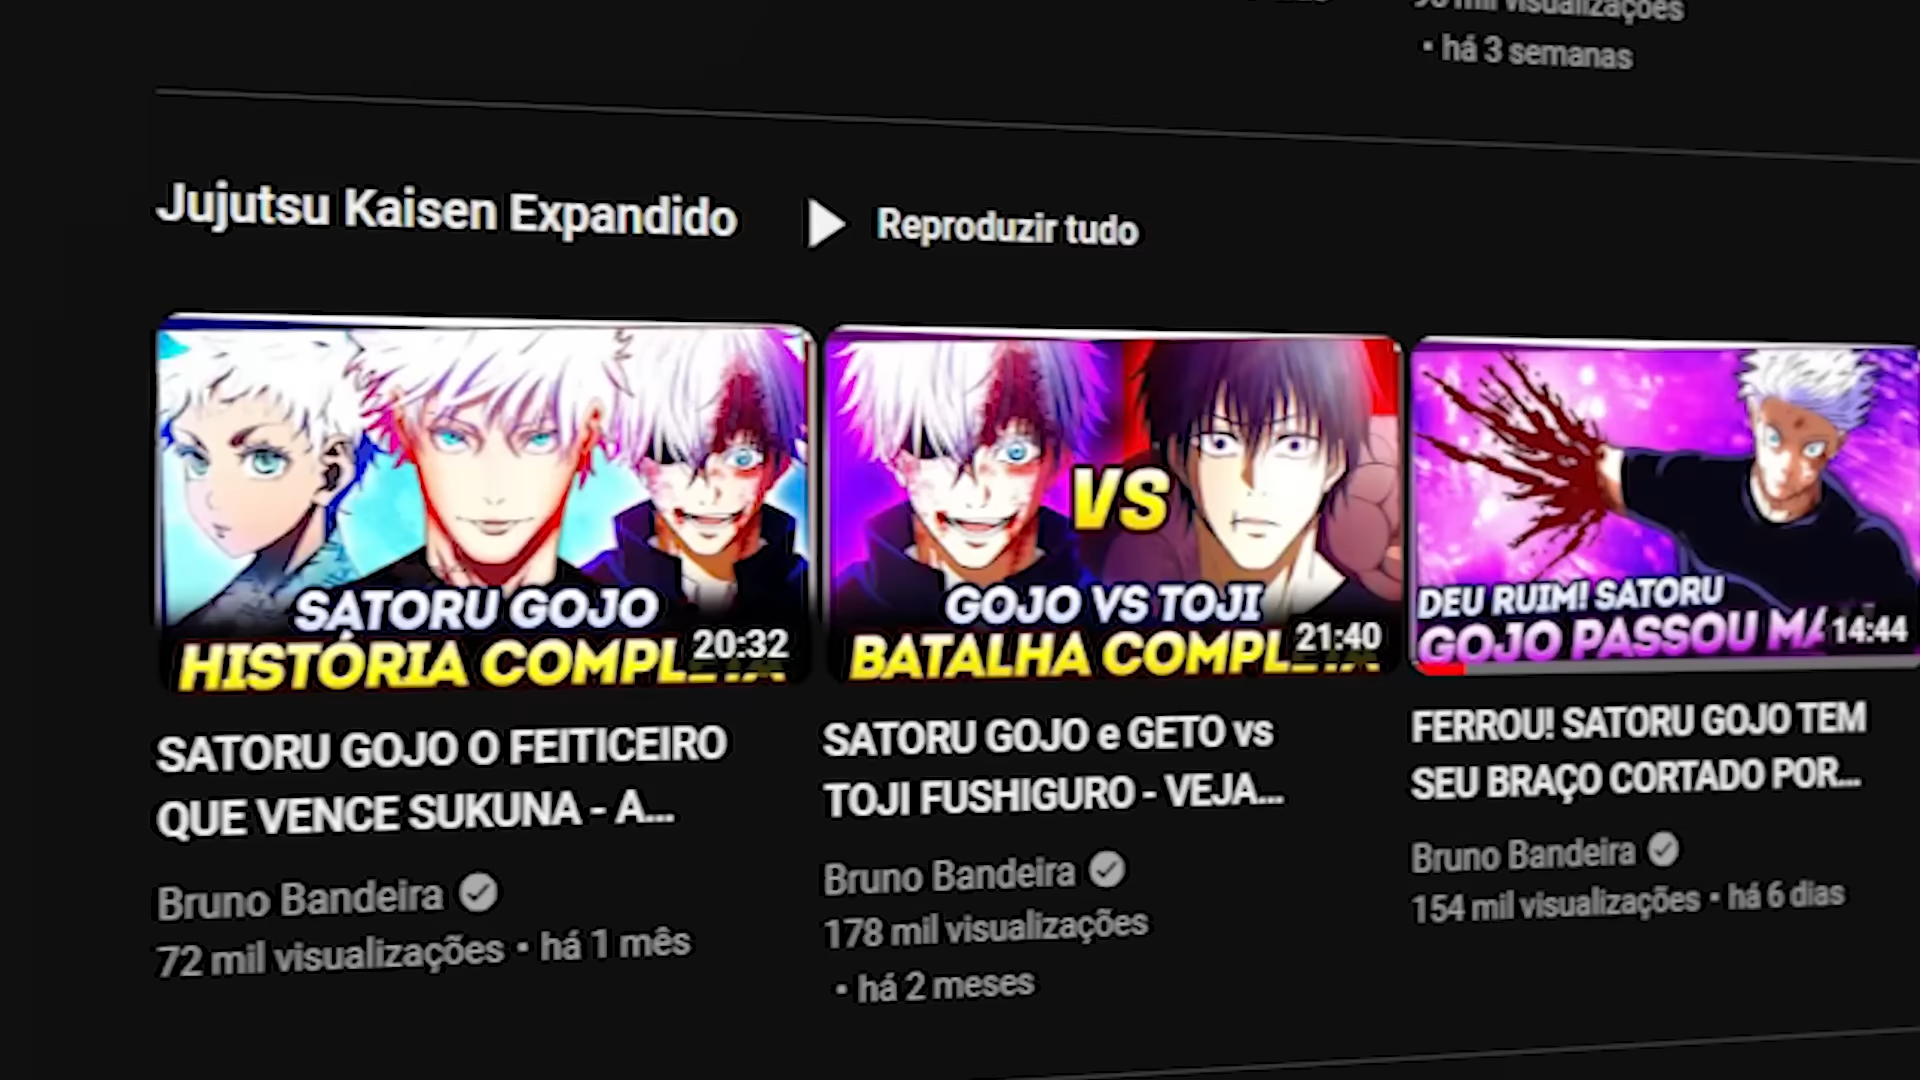 mil visualizações
• há 3 semanas
Jujutsu Kaisen Expandido
Reproduzir tudo
SATORU GOJO
HISTÓRIA COMPL
20:32
GOJO VS TOJI
VS
BATALHA COMPL
21:40
DEU RUIM! SATORU
GOJO PASSOU
14:44
SATORU GOJO O FEITICEIRO
QUE VENCE SUKUNA - A...
Bruno Bandeira
72 mil visualizações • há 1 mês
SATORU GOJO e GETO vs
TOJI FUSHIGURO - VEJA...
Bruno Bandeira
178 mil visualizações
• há 2 meses
FERROU! SATORU GOJO TEM
SEU BRAÇO CORTADO POR...
Bruno Bandeira
154 mil visualizações • há 6 dias